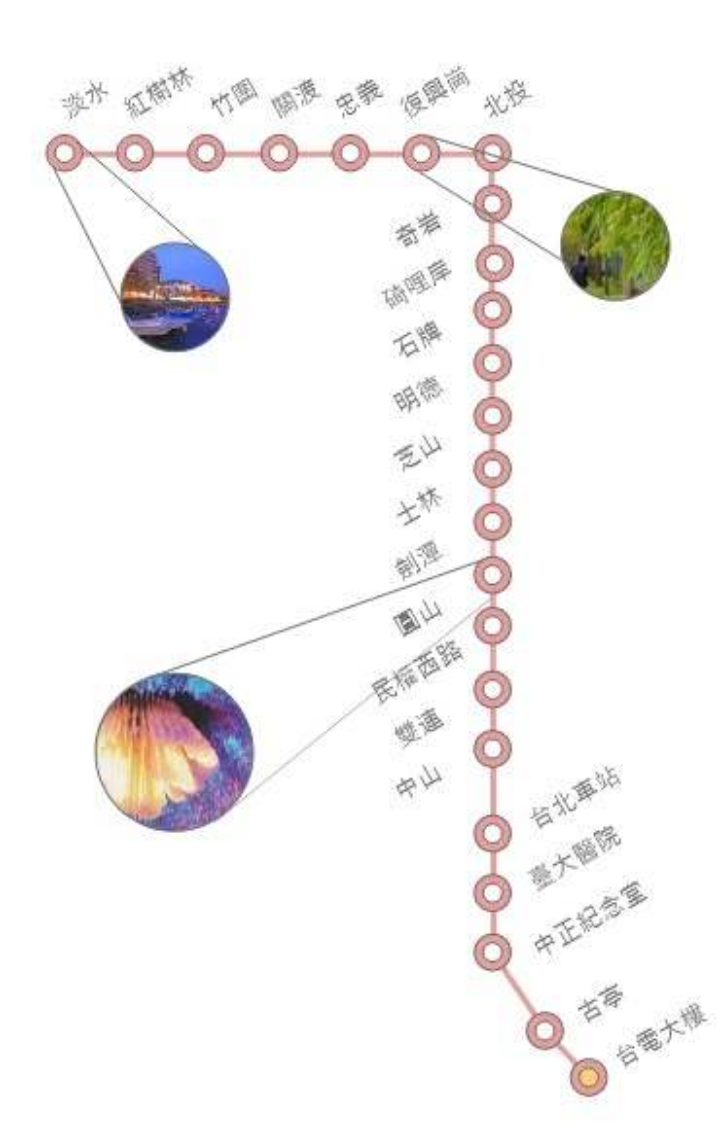 淡水
紅樹林
竹圍
關渡
忠義
復興崗
北投
奇岩
唭哩岸
石牌
明德
芝山
士林
劍潭
圓山
民權西路
雙連
中山
台北車站
臺大醫院
中正紀念堂
古亭
台電大樓